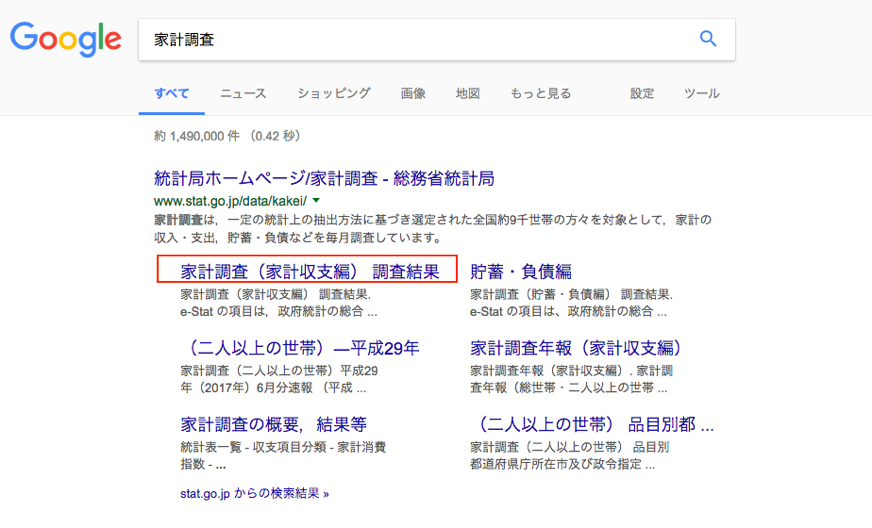 Google
家計調査
すべて ニュース ショッピング 画像 地図 もっと見る 設定 ツール
約 1,490,000 件 （0.42 秒）
統計局ホームページ/家計調査 - 総務省統計局
www.stat.go.jp/data/kakei/
家計調査は，一定の統計上の抽出方法に基づき選定された全国約9千世帯の方々を対象として，家計の
収入・支出，貯蓄・負債などを毎月調査しています。
家計調査（家計収支編） 調査結果
家計調査（家計収支編） 調査結果.
e-Stat の項目は，政府統計の総合 ...
貯蓄・負債編
家計調査（貯蓄・負債編） 調査結果.
e-Stat の項目は、政府統計の総合 ...
（二人以上の世帯）―平成29年
家計調査（二人以上の世帯）平成29
年（2017年）6月分速報 （平成 ...
家計調査年報（家計収支編）
家計調査年報（家計収支編）. 家計調
査年報（総世帯・二人以上の世帯 ...
家計調査の概要，結果等
統計表一覧 - 収支項目分類 - 家計消費
指数 - ...
（二人以上の世帯） 品目別都 ...
家計調査（二人以上の世帯） 品目別
都道府県庁所在市及び政令指定 ...
stat.go.jp からの検索結果 »